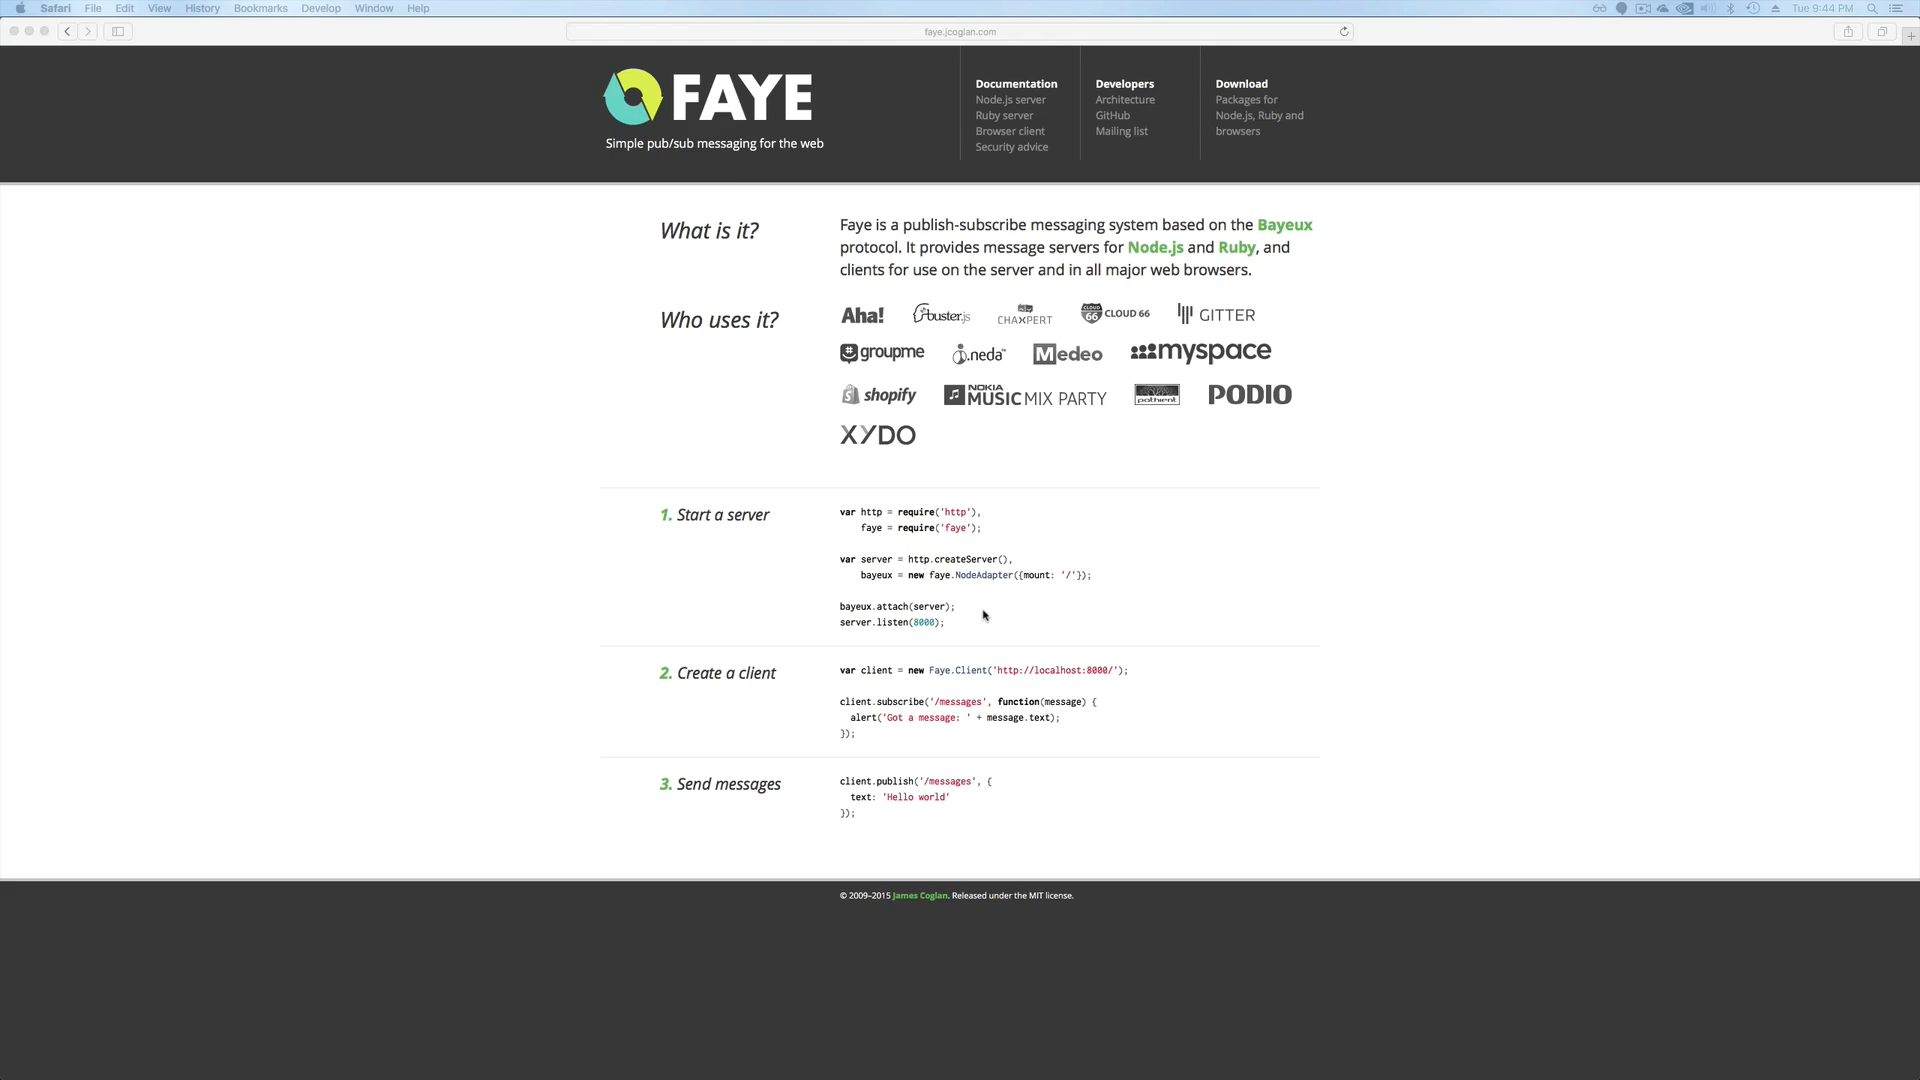 Safari File Edit View History Bookmarks Develop Window Help
Tue 9:44 PM
faye.jcoglan.com
FAYE
Simple pub/sub messaging for the web
Documentation
Node.js server
Ruby server
Browser client
Security advice
Developers
Architecture
GitHub
Mailing list
Download
Packages for
Node.js, Ruby and
browsers
What is it?
Faye is a publish-subscribe messaging system based on the Bayeux
protocol. It provides message servers for Node.js and Ruby, and
clients for use on the server and in all major web browsers.
Who uses it?
Aha! buster.js CHAXPERT CLOUD 66 CLOUD 66 GITTER
groupme i.neda™ Medeo myspace
shopify NOKIA MUSIC MIX PARTY pathient PODIO
XYDO
1. Start a server
var http = require('http'),
faye = require('faye');
var server = http.createServer(),
bayeux = new faye.NodeAdapter({mount: '/'});
bayeux.attach(server);
server.listen(8000);
2. Create a client
var client = new Faye.Client('http://localhost:8000/');
client.subscribe('/messages', function(message) {
alert('Got a message: ' + message.text);
});
3. Send messages
client.publish('/messages', {
text: 'Hello world'
});
© 2009–2015 James Coglan. Released under the MIT license.